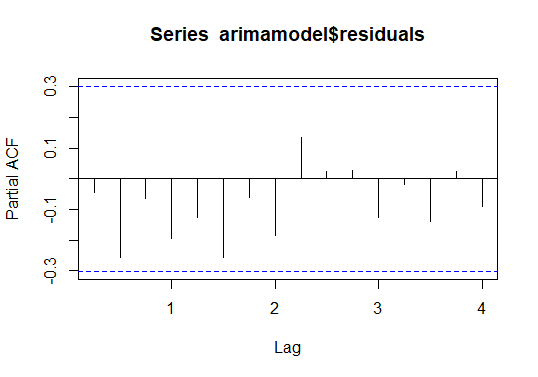 Series arimamodel$residuals
Partial ACF
0.3
0.1
-0.1
-0.3
1 2 3 4
Lag